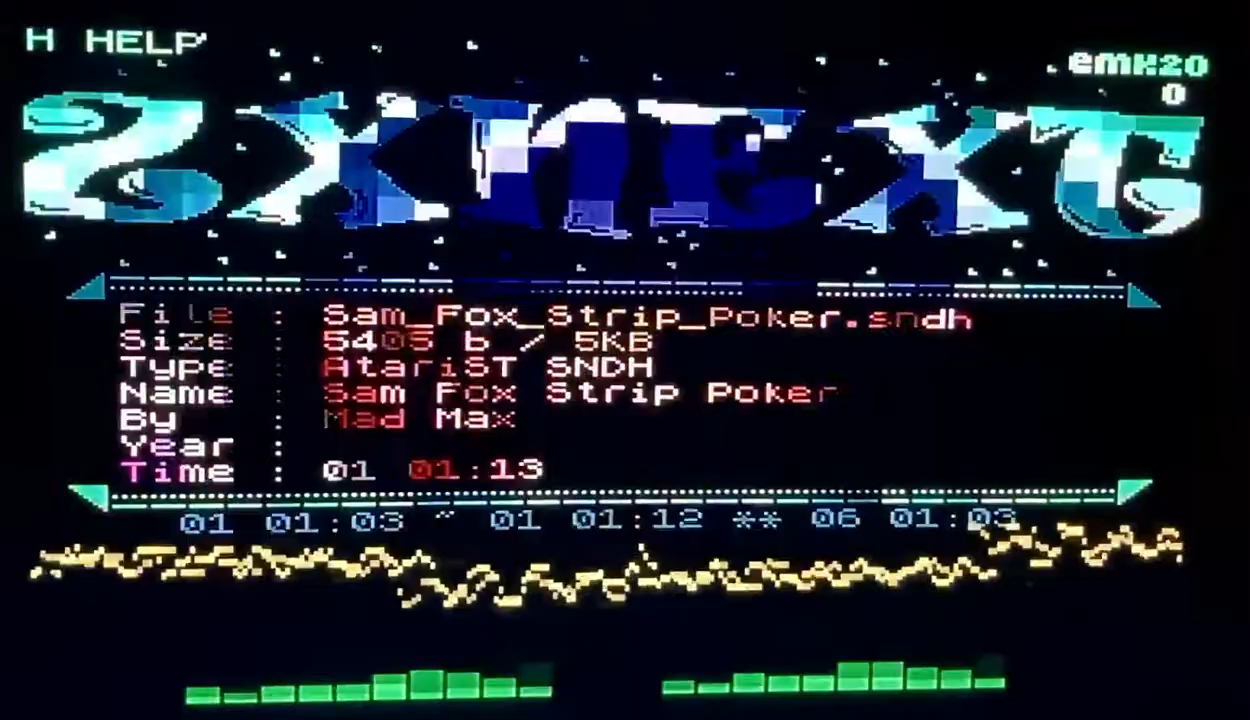 H HELP
emk20
0
File : Sam_Fox_Strip_Poker.sndh
Size : 5405 b / 5KB
Type : AtariST SNDH
Name : Sam Fox Strip Poker
By : Mad Max
Year :
Time : 01 01:13
01 01:03 ~ 01 01:12 ** 06 01:03